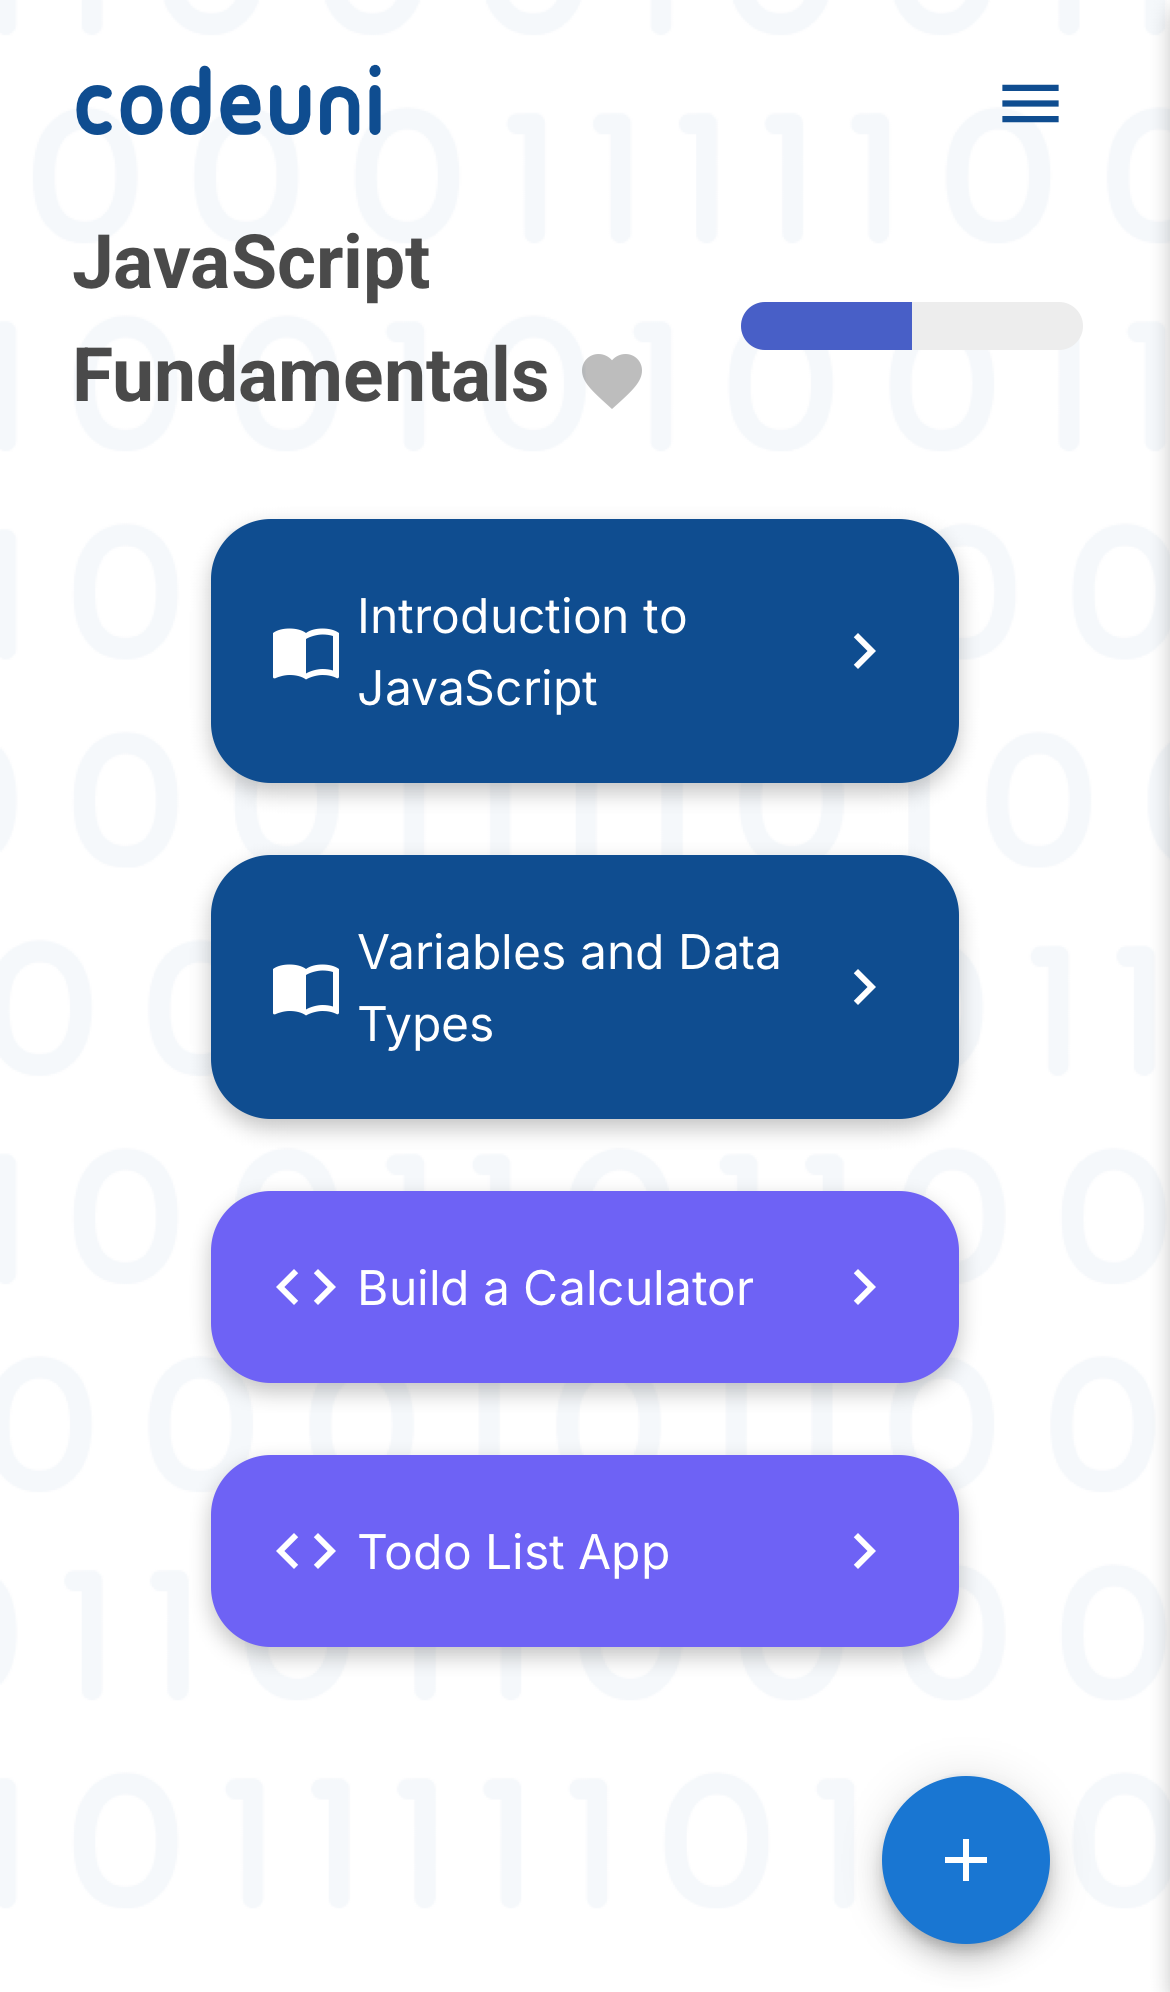 codeuni
JavaScript
Fundamentals
Introduction to
JavaScript
Variables and Data
Types
Build a Calculator
Todo List App